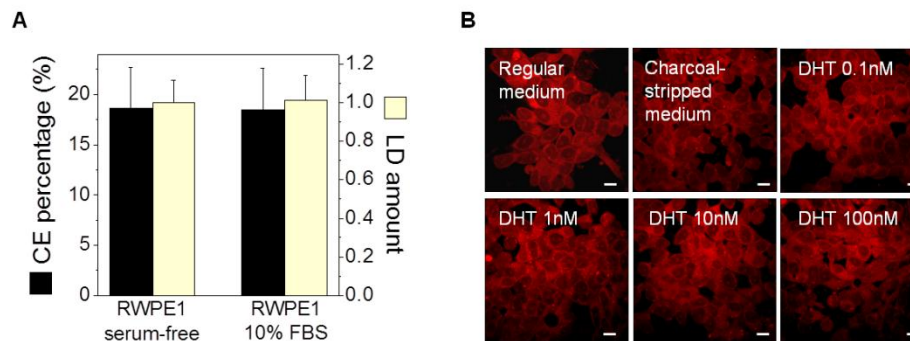 A
CE percentage (%)
20
15
10
5
0
1.2
1.0
0.8
0.6
0.4
0.2
0.0
LD amount
RWPE1
serum-free
RWPE1
10% FBS
B
Regular
medium
Charcoal-
stripped
medium
DHT 0.1nM
DHT 1nM
DHT 10nM
DHT 100nM